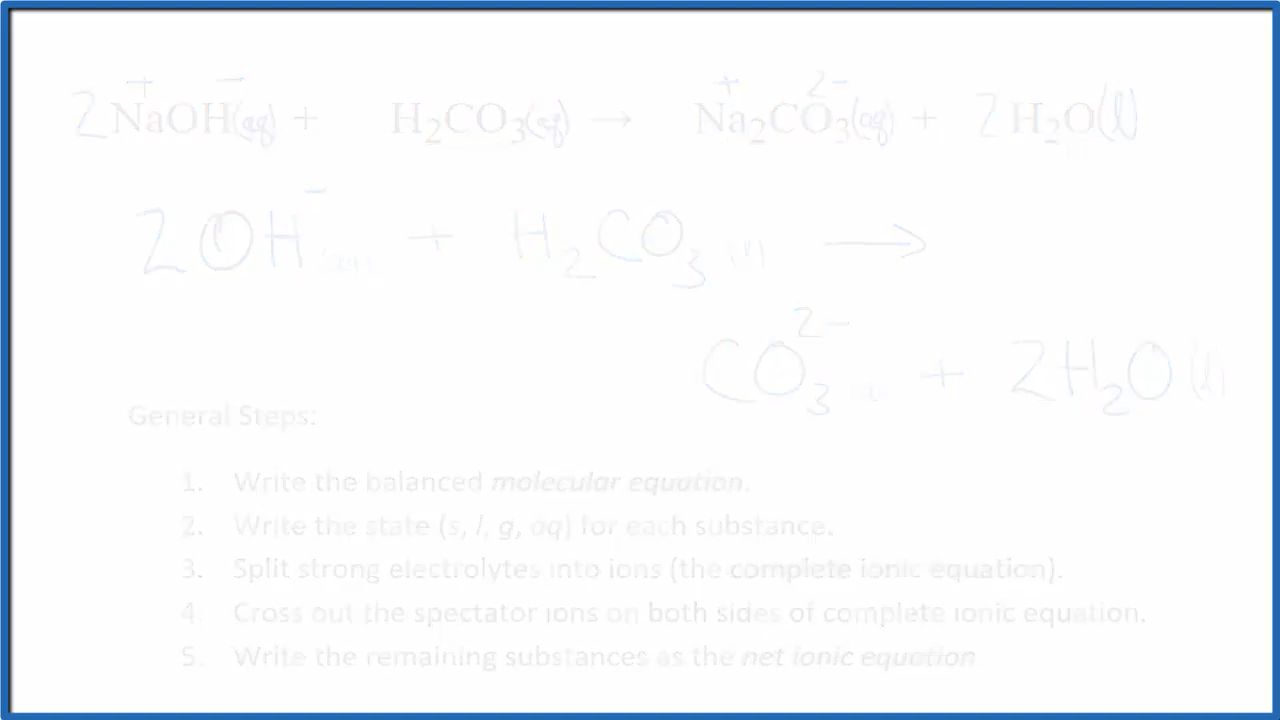 2NaOH(aq) + H₂CO₃(aq) → Na₂CO₃(aq) + 2H₂O(l)
+ − + 2−
2OH⁻ + H₂CO₃ →
CO₃²⁻ + 2H₂O(l)
General Steps:
1. Write the balanced molecular equation.
2. Write the state (s, l, g, aq) for each substance.
3. Split strong electrolytes into ions (the complete ionic equation).
4. Cross out the spectator ions on both sides of complete ionic equation.
5. Write the remaining substances as the net ionic equation